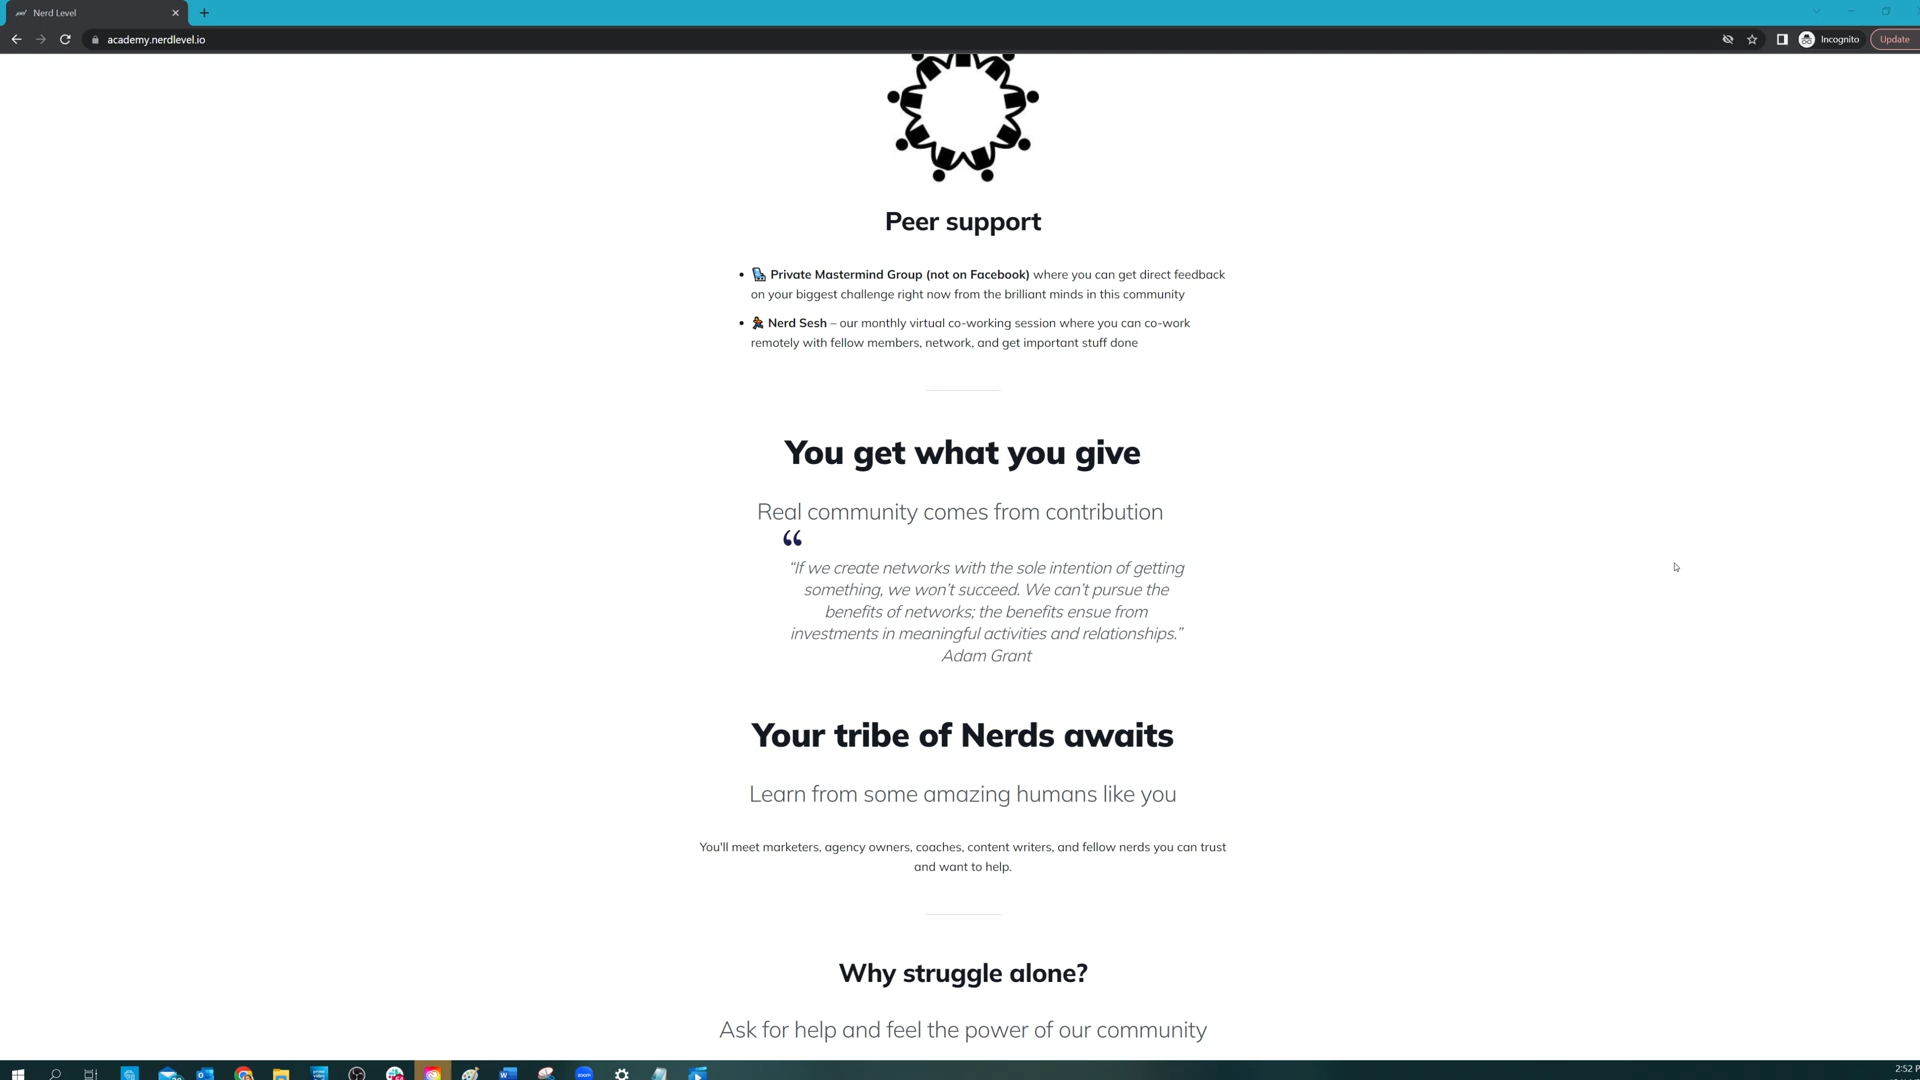 Nerd Level
academy.nerdlevel.io
Incognito
Update
Peer support
Private Mastermind Group (not on Facebook) where you can get direct feedback
on your biggest challenge right now from the brilliant minds in this community
Nerd Sesh – our monthly virtual co-working session where you can co-work
remotely with fellow members, network, and get important stuff done
You get what you give
Real community comes from contribution
“
“If we create networks with the sole intention of getting
something, we won’t succeed. We can’t pursue the
benefits of networks; the benefits ensue from
investments in meaningful activities and relationships.”
Adam Grant
Your tribe of Nerds awaits
Learn from some amazing humans like you
You'll meet marketers, agency owners, coaches, content writers, and fellow nerds you can trust
and want to help.
Why struggle alone?
Ask for help and feel the power of our community
2:52 P